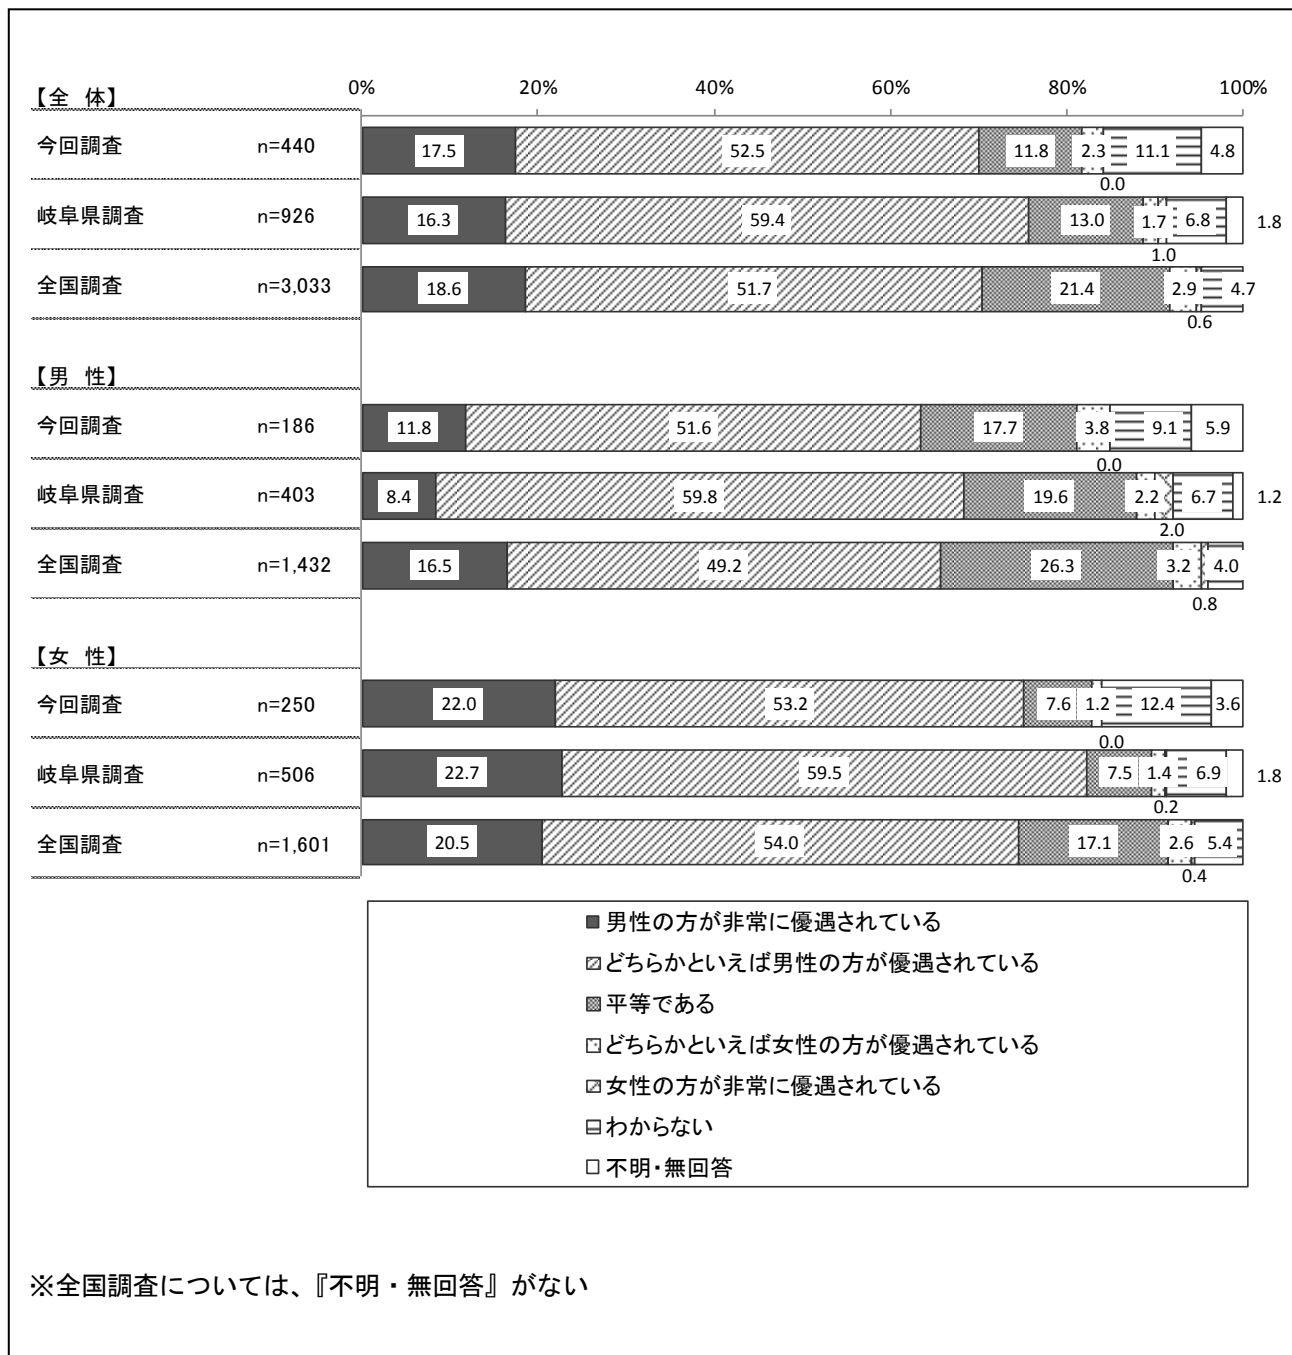 0% 20% 40% 60% 80% 100%
【全 体】
今回調査 n=440 17.5 52.5 11.8 2.3 11.1 4.8
0.0
岐阜県調査 n=926 16.3 59.4 13.0 1.7 6.8 1.8
1.0
全国調査 n=3,033 18.6 51.7 21.4 2.9 4.7
0.6
【男 性】
今回調査 n=186 11.8 51.6 17.7 3.8 9.1 5.9
0.0
岐阜県調査 n=403 8.4 59.8 19.6 2.2 6.7 1.2
2.0
全国調査 n=1,432 16.5 49.2 26.3 3.2 4.0
0.8
【女 性】
今回調査 n=250 22.0 53.2 7.6 1.2 12.4 3.6
0.0
岐阜県調査 n=506 22.7 59.5 7.5 1.4 6.9 1.8
0.2
全国調査 n=1,601 20.5 54.0 17.1 2.6 5.4
0.4
男性の方が非常に優遇されている
どちらかといえば男性の方が優遇されている
平等である
どちらかといえば女性の方が優遇されている
女性の方が非常に優遇されている
わからない
不明・無回答
※全国調査については、『不明・無回答』がない